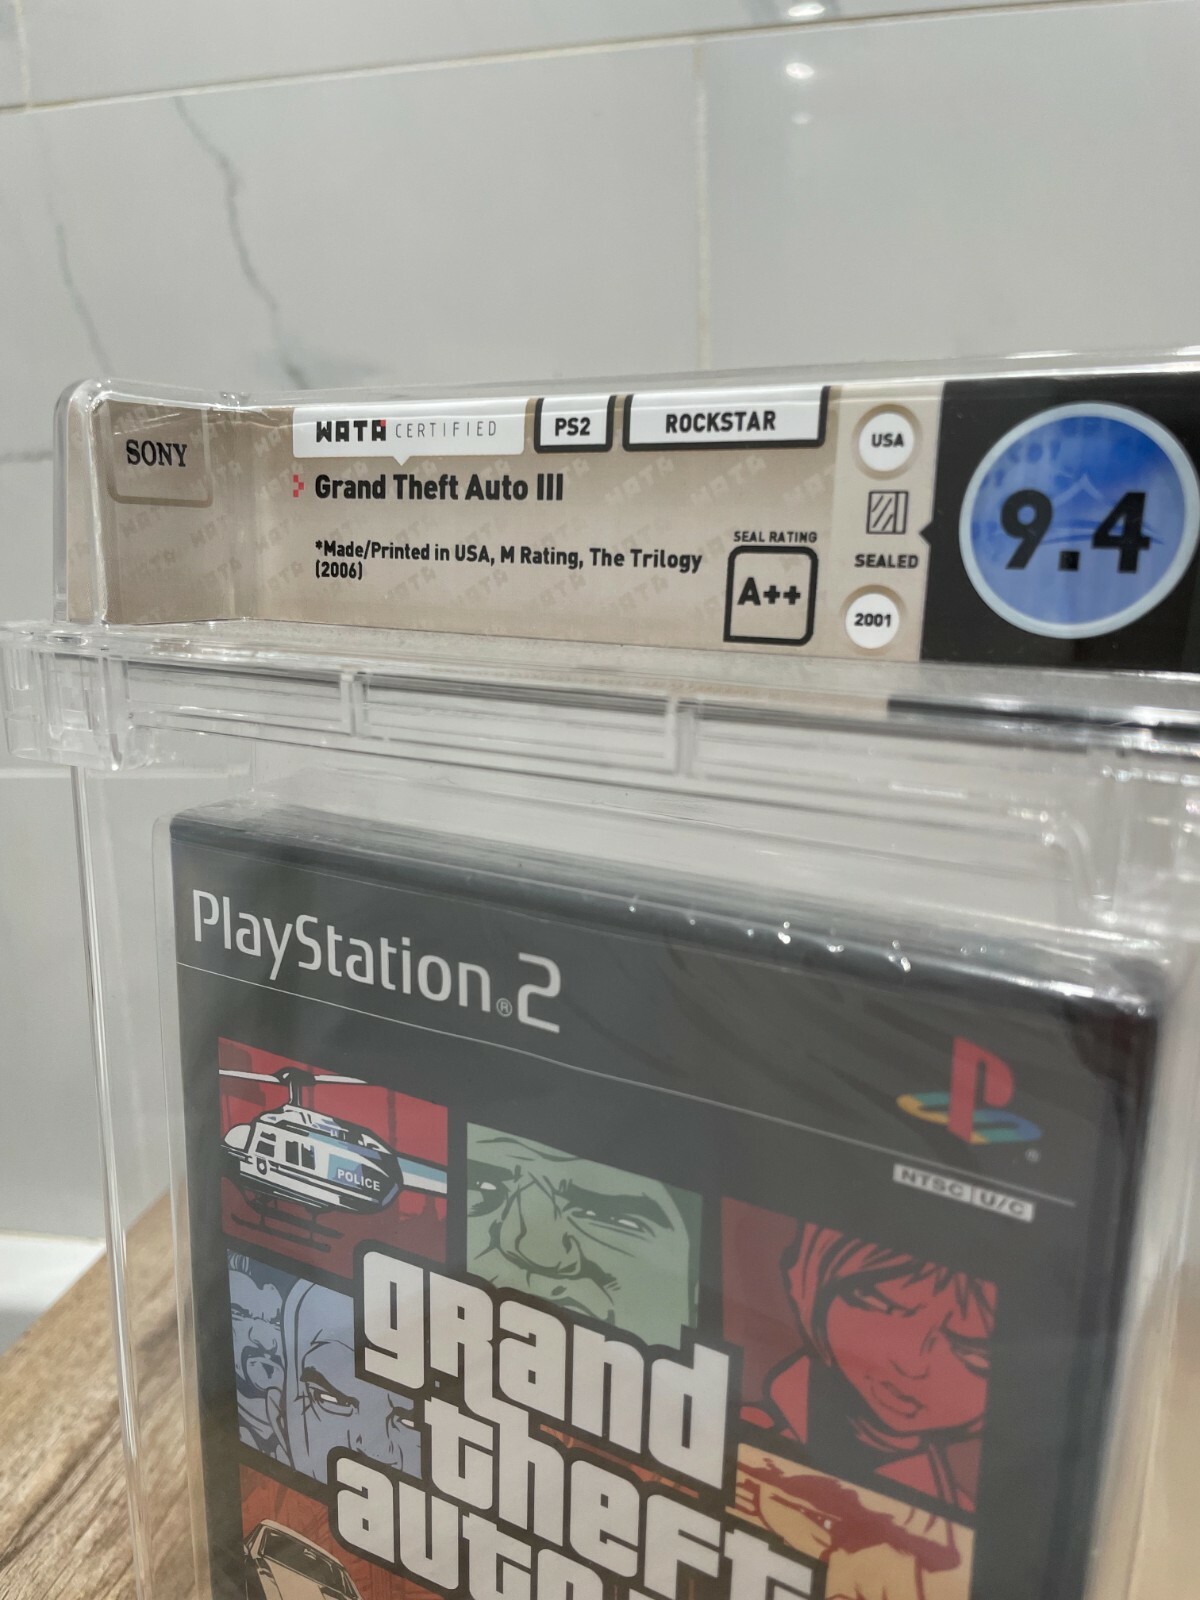 SONY
WATA CERTIFIED
PS2
ROCKSTAR
Grand Theft Auto III
*Made/Printed in USA, M Rating, The Trilogy
(2006)
SEAL RATING
A++
USA
SEALED
2001
9.4
PlayStation®2
NTSC U/C
POLICE
grand
theft
auto